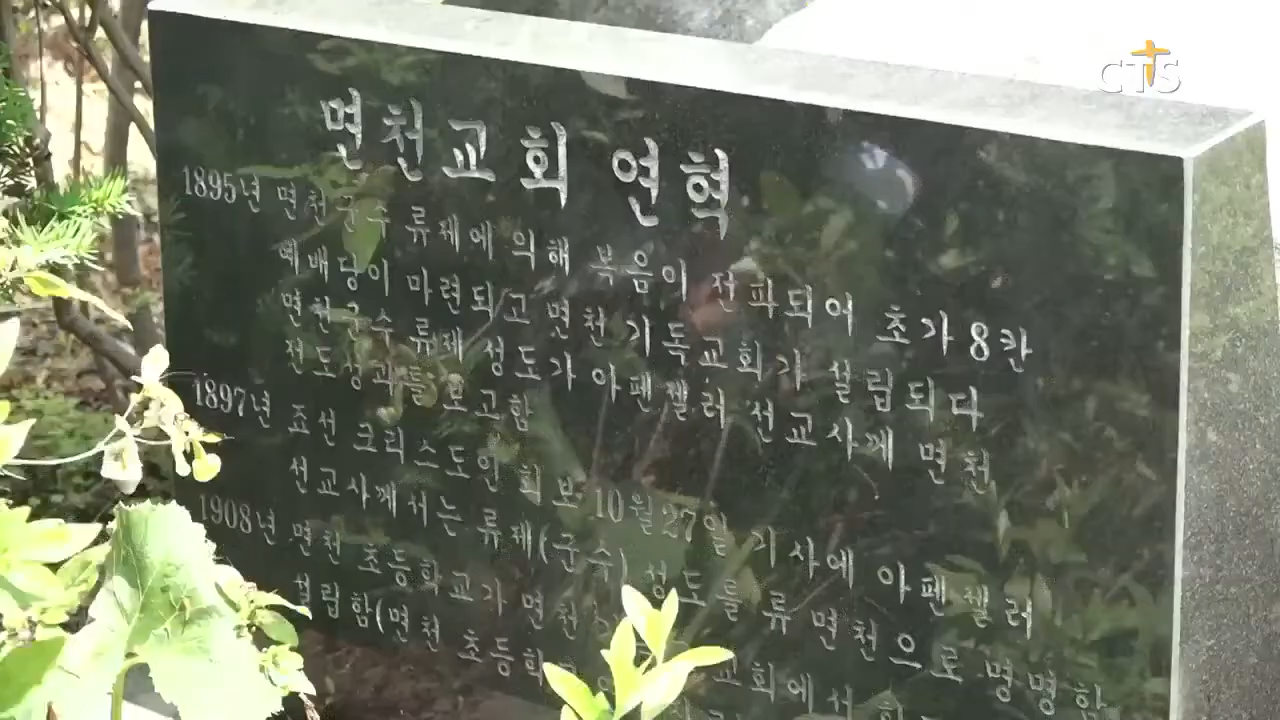 CTS
면천교회 연혁
1895년 면천군수 류제에 의해 복음이 전파되어 초가 8칸
예배당이 마련되고 면천 기독교회가 설립되다
면천군수 류제 성도가 아펜젤러 선교사께 면천
전도성과를 보고함
1897년 죠선 크리스도인 회보 10월 27일 기사에 아펜젤러
선교사께서는 류제(군수) 성도를 류면천으로 명명함
1908년 면천 초등학교가 면천 교회에서
설립함(면천 초등학